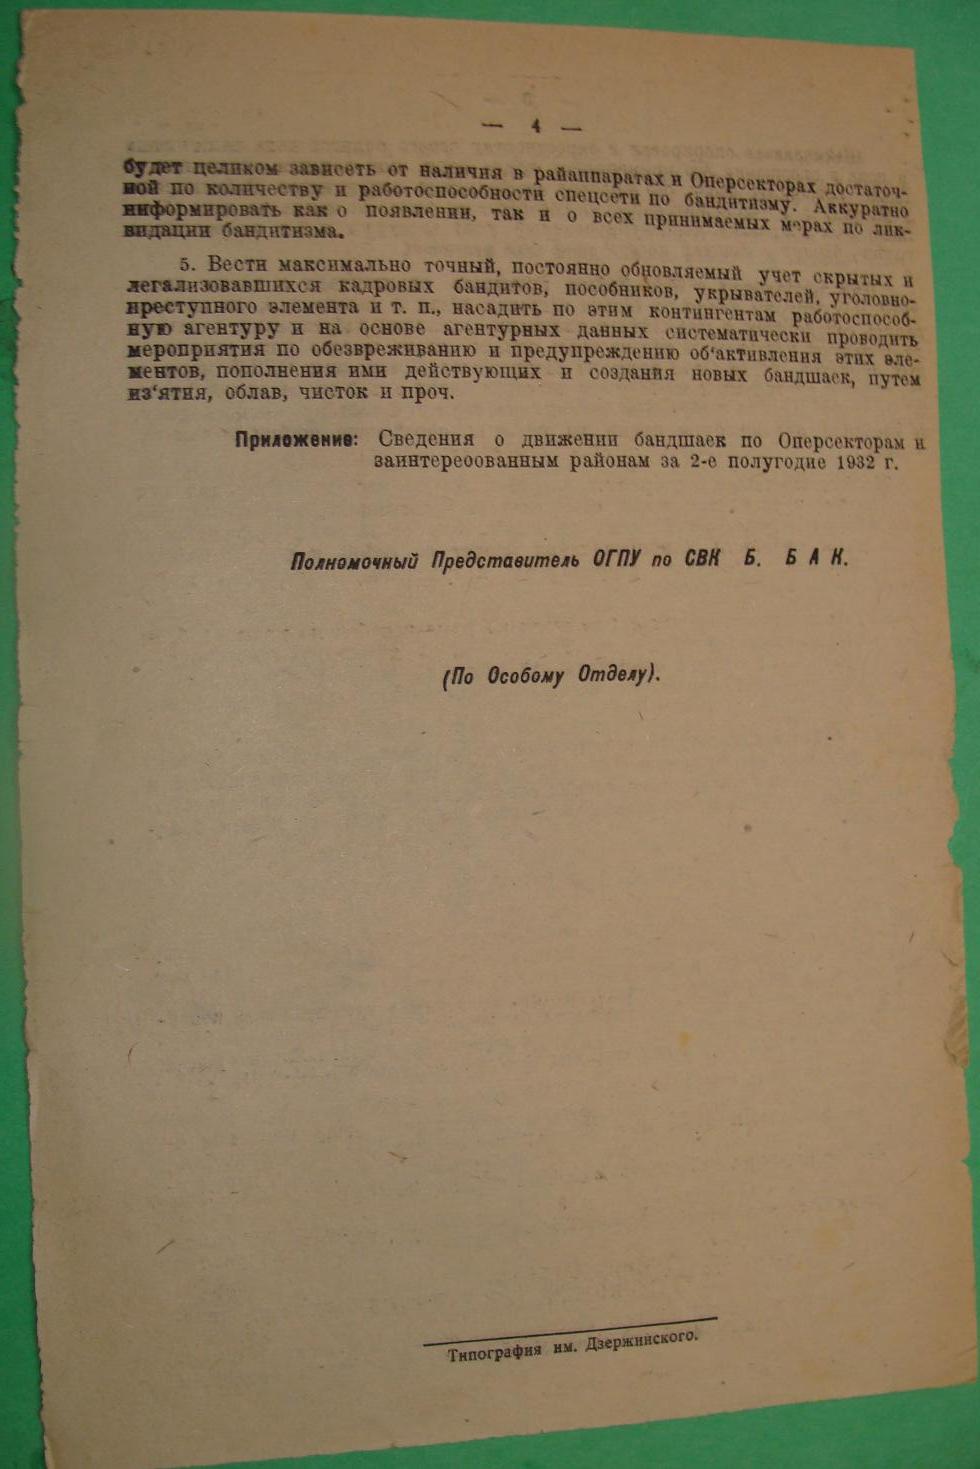 — 4 —
будет целиком зависеть от наличия в райаппаратах и Оперсекторах достаточ-
ной по количеству и работоспособности спецсети по бандитизму. Аккуратно
информировать как о появлении, так и о всех принимаемых мерах по лик-
видации бандитизма.
5. Вести максимально точный, постоянно обновляемый учет скрытых и
легализовавшихся кадровых бандитов, пособников, укрывателей, уголовно-
преступного элемента и т. п., насадить по этим контингентам работоспособ-
ную агентуру и на основе агентурных данных систематически проводить
мероприятия по обезвреживанию и предупреждению об‘активления этих эле-
ментов, пополнения ими действующих и создания новых бандшаек, путем
из‘ятия, облав, чисток и проч.
Приложение: Сведения о движении бандшаек по Оперсекторам и
заинтереоованным районам за 2-е полугодие 1932 г.
Полномочный Представитель ОГПУ по СВК Б. Б А К.
(По Особому Отделу).
Типография им. Дзержинского.